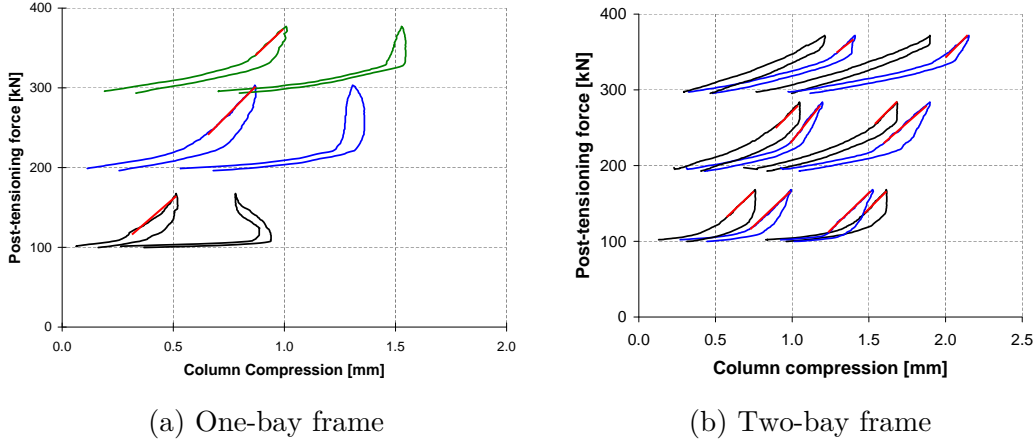 400
300
200
100
0
Post-tensioning force [kN]
0.0 0.5 1.0 1.5 2.0
Column Compression [mm]
(a) One-bay frame
400
300
200
100
0
Post-tensioning force [kN]
0.0 0.5 1.0 1.5 2.0 2.5
Column compression [mm]
(b) Two-bay frame